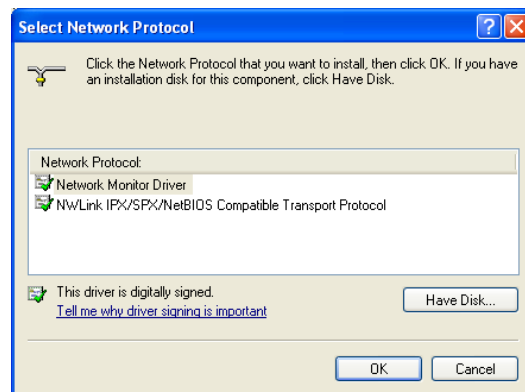 Select Network Protocol
Click the Network Protocol that you want to install, then click OK. If you have
an installation disk for this component, click Have Disk.
Network Protocol:
Network Monitor Driver
NWLink IPX/SPX/NetBIOS Compatible Transport Protocol
This driver is digitally signed.
Tell me why driver signing is important
Have Disk...
OK
Cancel